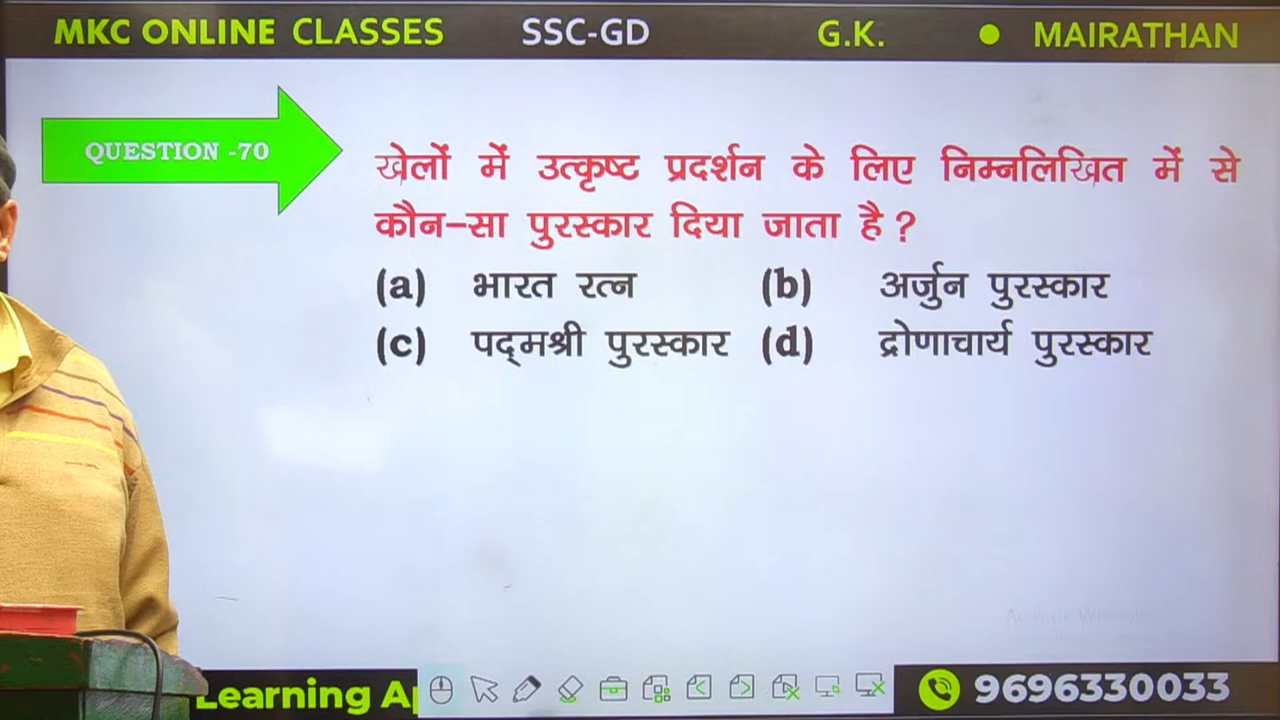 MKC ONLINE CLASSES SSC-GD G.K. ● MAIRATHAN
QUESTION -70
खेलों में उत्कृष्ट प्रदर्शन के लिए निम्नलिखित में से
कौन-सा पुरस्कार दिया जाता है ?
(a) भारत रत्न (b) अर्जुन पुरस्कार
(c) पद्मश्री पुरस्कार (d) द्रोणाचार्य पुरस्कार
Learning 9696330033